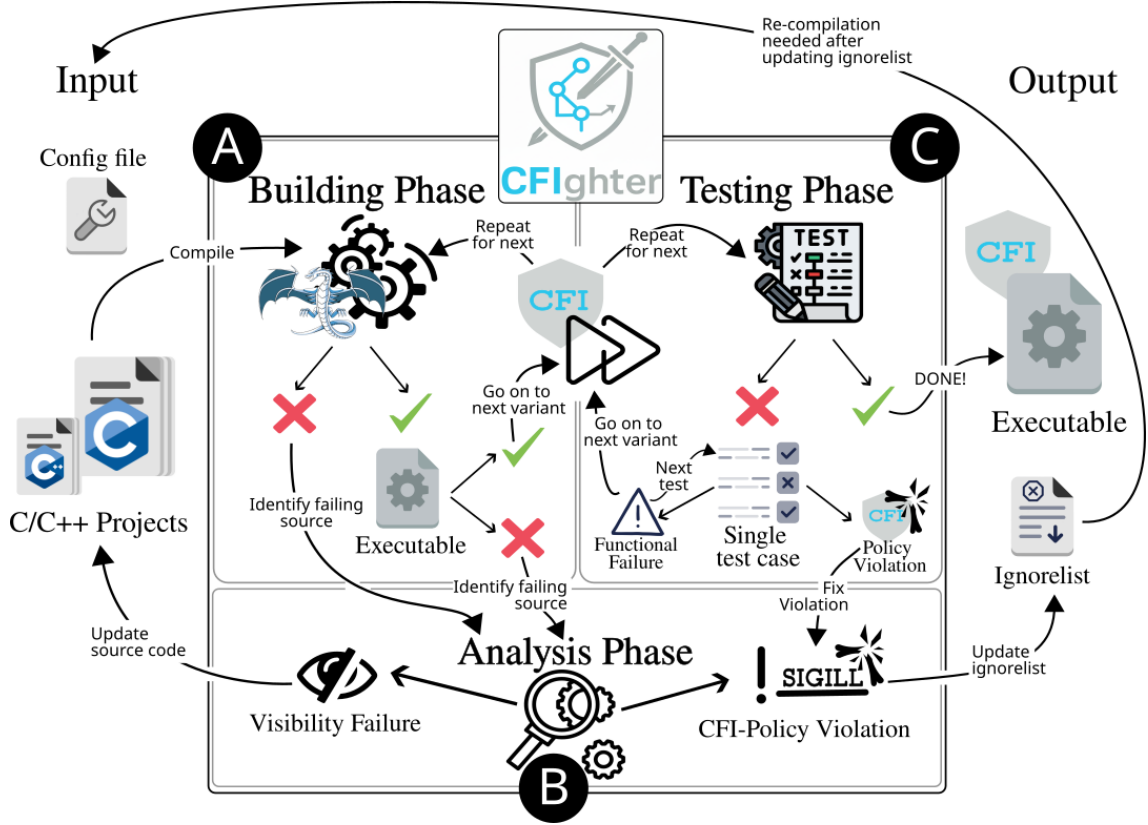 Re-compilation
needed after
updating ignorelist
Input
Output
CFIghter
A
C
Config file
Building Phase
Testing Phase
Compile
Repeat
for next
Repeat
for next
TEST
CFI
CFI
Go on to
next variant
DONE!
Executable
Go on to
next variant
Next
test
C
C++
C/C++ Projects
Identify failing
source
Executable
Functional
Failure
Single
test case
CFI
Policy
Violation
Ignorelist
Identify failing
source
Fix
Violation
Update
source code
Analysis Phase
SIGILL
Update
ignorelist
Visibility Failure
CFI-Policy Violation
B